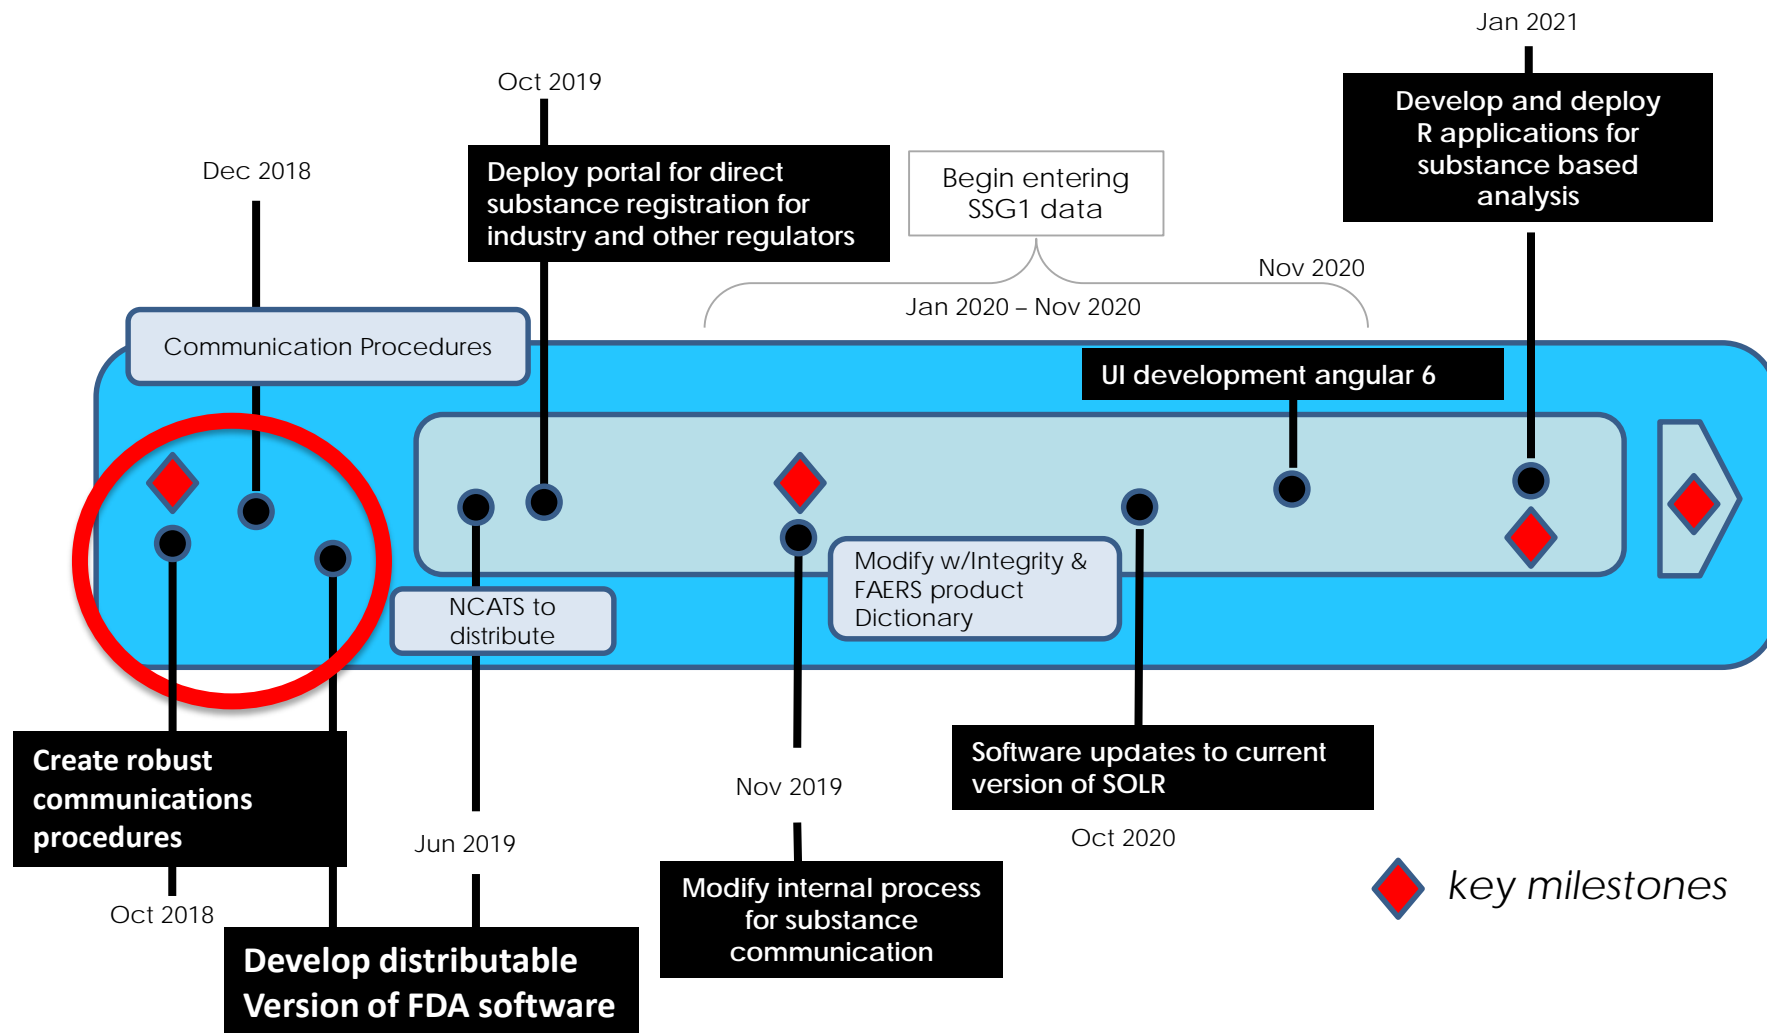 Jan 2021
Develop and deploy
R applications for
substance based
analysis
Oct 2019
Deploy portal for direct
substance registration for
industry and other regulators
Dec 2018
Begin entering
SSG1 data
Nov 2020
Jan 2020 – Nov 2020
Communication Procedures
UI development angular 6
NCATS to
distribute
Modify w/Integrity &
FAERS product
Dictionary
Create robust
communications
procedures
Oct 2018
Jun 2019
Develop distributable
Version of FDA software
Nov 2019
Modify internal process
for substance
communication
Software updates to current
version of SOLR
Oct 2020
key milestones